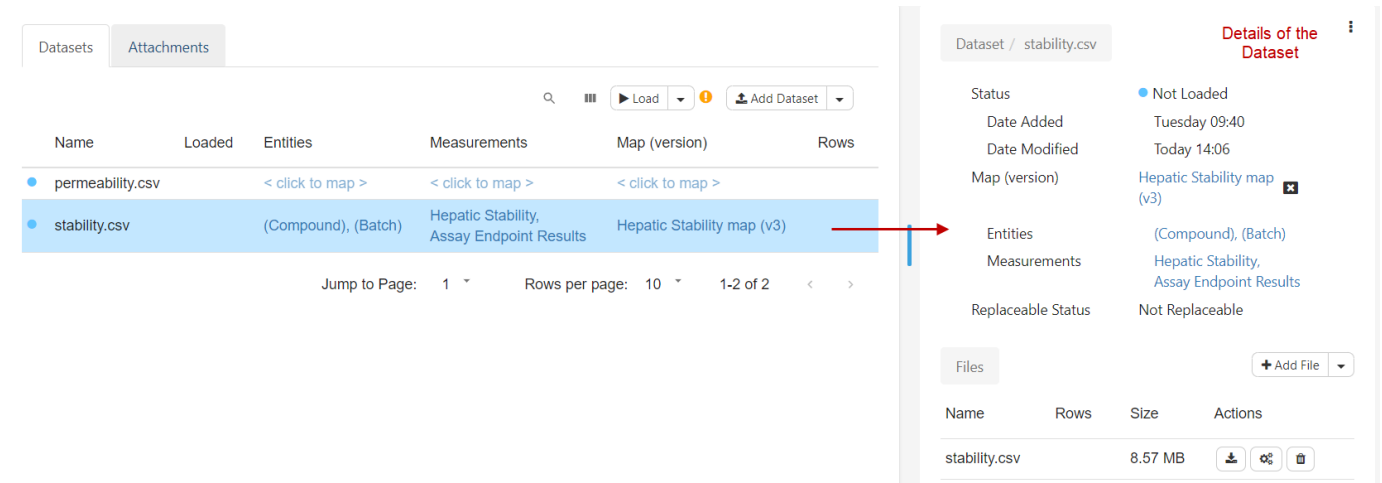 Datasets Attachments
Load Add Dataset
Name Loaded Entities Measurements Map (version) Rows
permeability.csv < click to map > < click to map > < click to map >
stability.csv (Compound), (Batch) Hepatic Stability, Hepatic Stability map (v3)
Assay Endpoint Results
Jump to Page: 1 Rows per page: 10 1-2 of 2 < >
Dataset / stability.csv
Details of the
Dataset
Status Not Loaded
Date Added Tuesday 09:40
Date Modified Today 14:06
Map (version) Hepatic Stability map
(v3)
Entities (Compound), (Batch)
Measurements Hepatic Stability,
Assay Endpoint Results
Replaceable Status Not Replaceable
Files + Add File
Name Rows Size Actions
stability.csv 8.57 MB